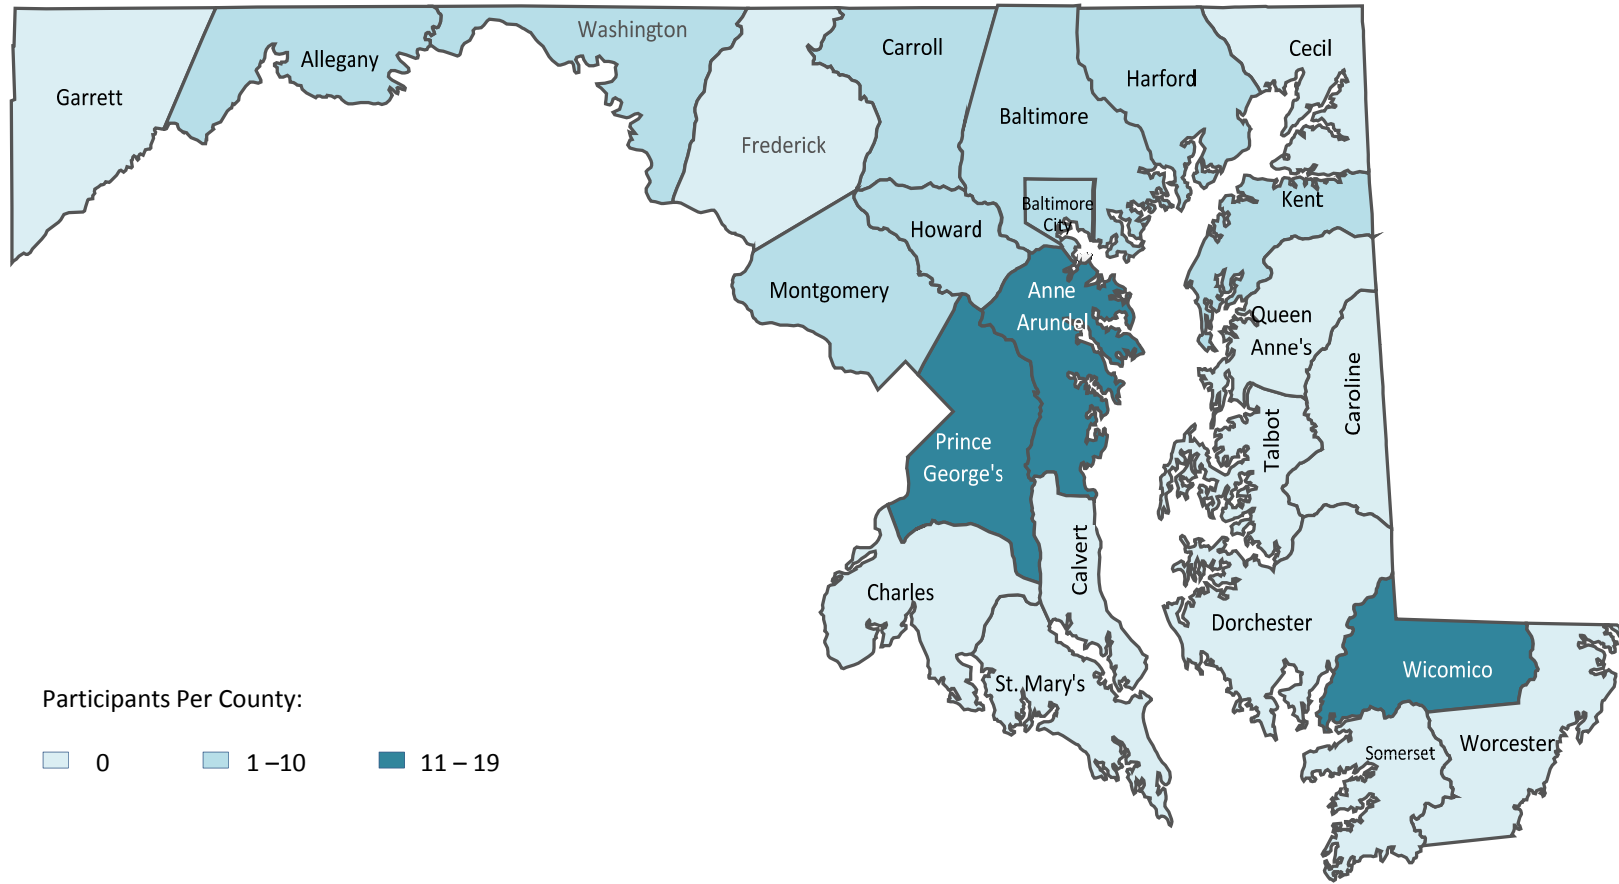 Washington
Carroll
Cecil
Allegany
Harford
Garrett
Baltimore
Frederick
Kent
Baltimore
City
Howard
Montgomery
Anne
Arundel
Queen
Anne's
Caroline
Talbot
Prince
George's
Calvert
Charles
Dorchester
Wicomico
St. Mary's
Worcester
Somerset
Participants Per County:
0
1 –10
11 – 19